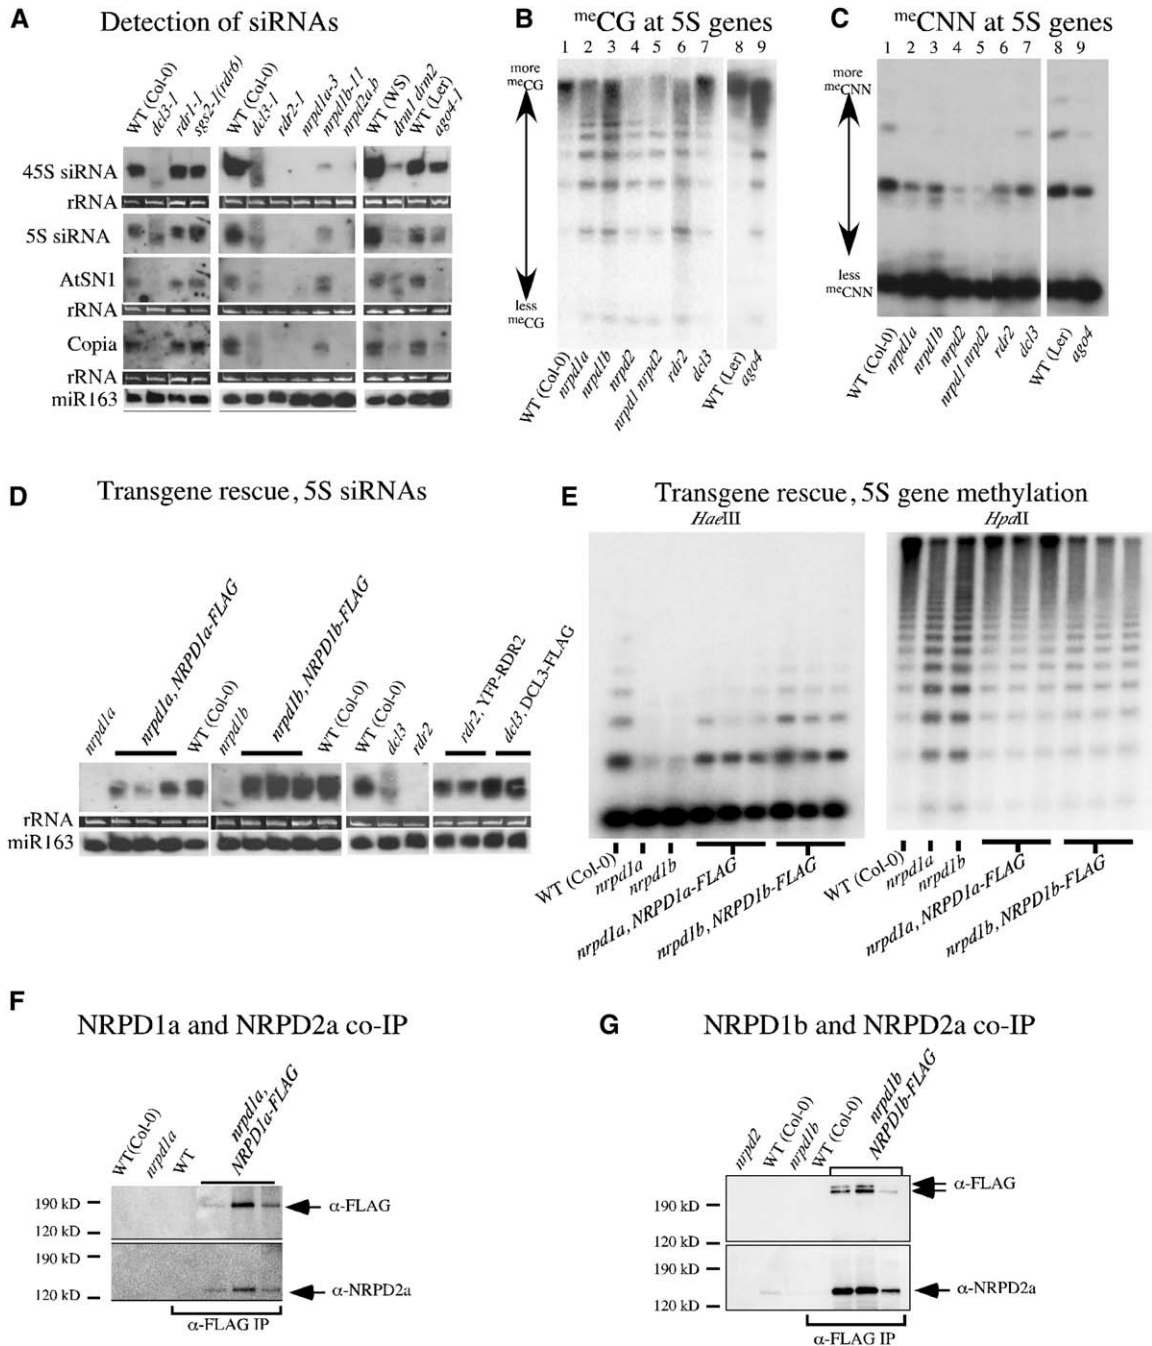 A
Detection of siRNAs
WT (Col-0)
dcl3-1
rdr1-1
sgs2-1(rdr6)
WT (Col-0)
dcl3-1
rdr2-1
nrpd1a-3
nrpd1b-11
nrpd2a,b
WT (WS)
drm1 drm2
WT (Ler)
ago4-1
45S siRNA
rRNA
5S siRNA
AtSN1
rRNA
Copia
rRNA
miR163
B
meCG at 5S genes
1 2 3 4 5 6 7 8 9
more
meCG
less
meCG
WT (Col-0)
nrpd1a
nrpd1b
nrpd2
nrpd1 nrpd2
rdr2
dcl3
WT (Ler)
ago4
C
meCNN at 5S genes
1 2 3 4 5 6 7 8 9
more
meCNN
less
meCNN
WT (Col-0)
nrpd1a
nrpd1b
nrpd2
nrpd1 nrpd2
rdr2
dcl3
WT (Ler)
ago4
D
Transgene rescue, 5S siRNAs
nrpd1a
nrpd1a, NRPD1a-FLAG
WT (Col-0)
nrpd1b
nrpd1b, NRPD1b-FLAG
WT (Col-0)
WT (Col-0)
dcl3
rdr2
rdr2, YFP-RDR2
dcl3, DCL3-FLAG
rRNA
miR163
E
Transgene rescue, 5S gene methylation
HaeIII
HpaII
WT (Col-0)
nrpd1a
nrpd1b
nrpd1a, NRPD1a-FLAG
nrpd1b, NRPD1b-FLAG
WT (Col-0)
nrpd1a
nrpd1b
nrpd1a, NRPD1a-FLAG
nrpd1b, NRPD1b-FLAG
F
NRPD1a and NRPD2a co-IP
WT(Col-0)
nrpd1a
WT
nrpd1a,
NRPD1a-FLAG
190 kD
120 kD
190 kD
120 kD
α-FLAG
α-NRPD2a
α-FLAG IP
G
NRPD1b and NRPD2a co-IP
nrpd2
WT (Col-0)
nrpd1b
WT (Col-0)
nrpd1b
NRPD1b-FLAG
190 kD
120 kD
190 kD
120 kD
α-FLAG
α-NRPD2a
α-FLAG IP